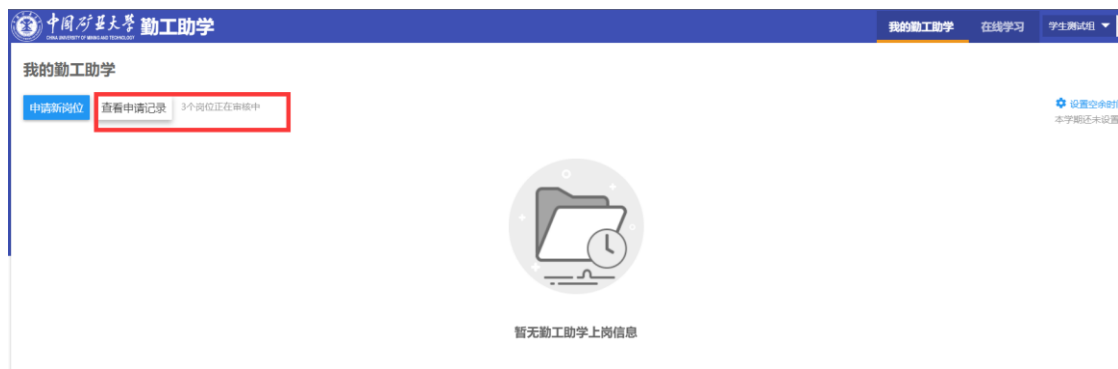 中国矿业大学 勤工助学
CHINA UNIVERSITY OF MINING AND TECHNOLOGY
我的勤工助学 在线学习 学生测试组
我的勤工助学
申请新岗位 查看申请记录 3个岗位正在审核中
设置空余时
本学期还未设置
暂无勤工助学上岗信息